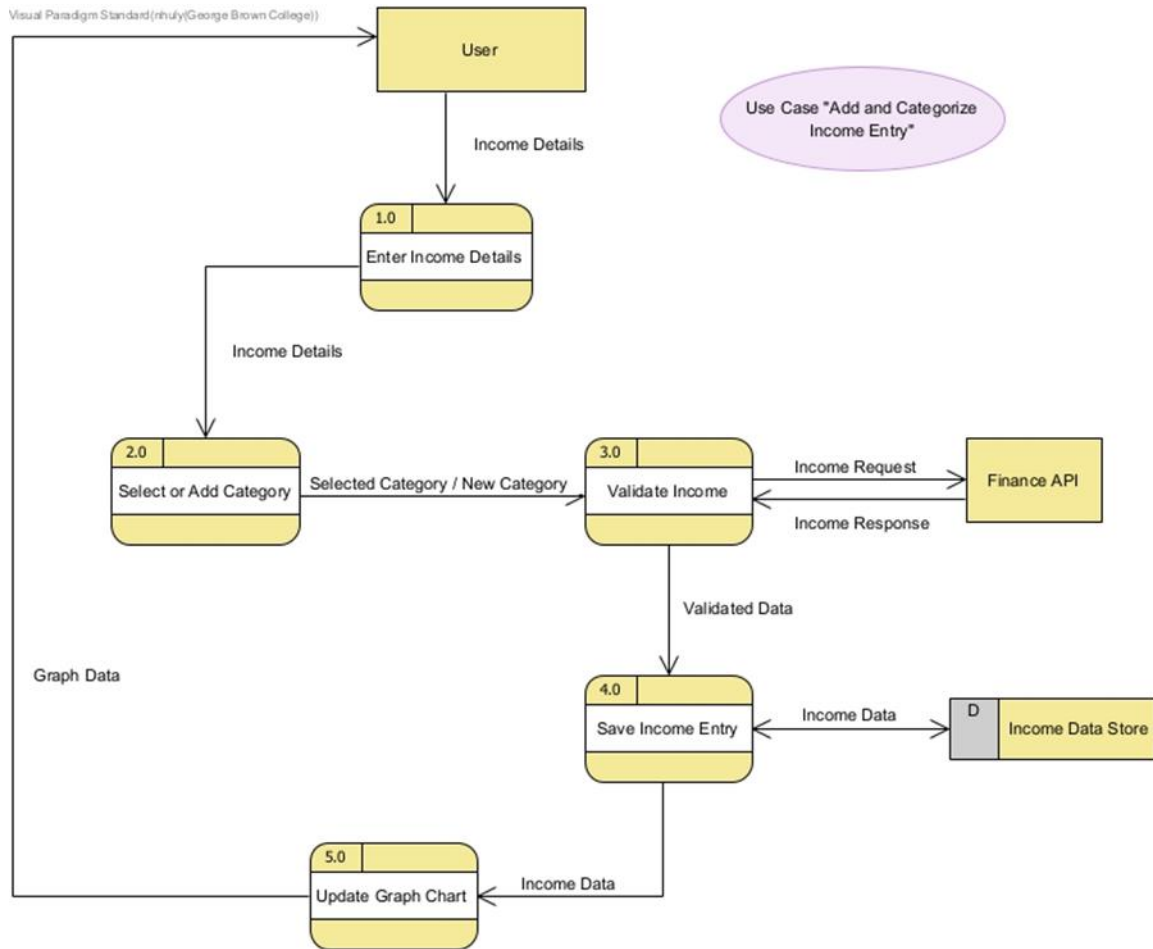 Visual Paradigm Standard(nhuly(George Brown College))
User
Use Case "Add and Categorize
Income Entry"
Income Details
1.0
Enter Income Details
Income Details
2.0
Select or Add Category
Selected Category / New Category
3.0
Validate Income
Income Request
Income Response
Finance API
Validated Data
Graph Data
4.0
Save Income Entry
Income Data
D
Income Data Store
5.0
Update Graph Chart
Income Data